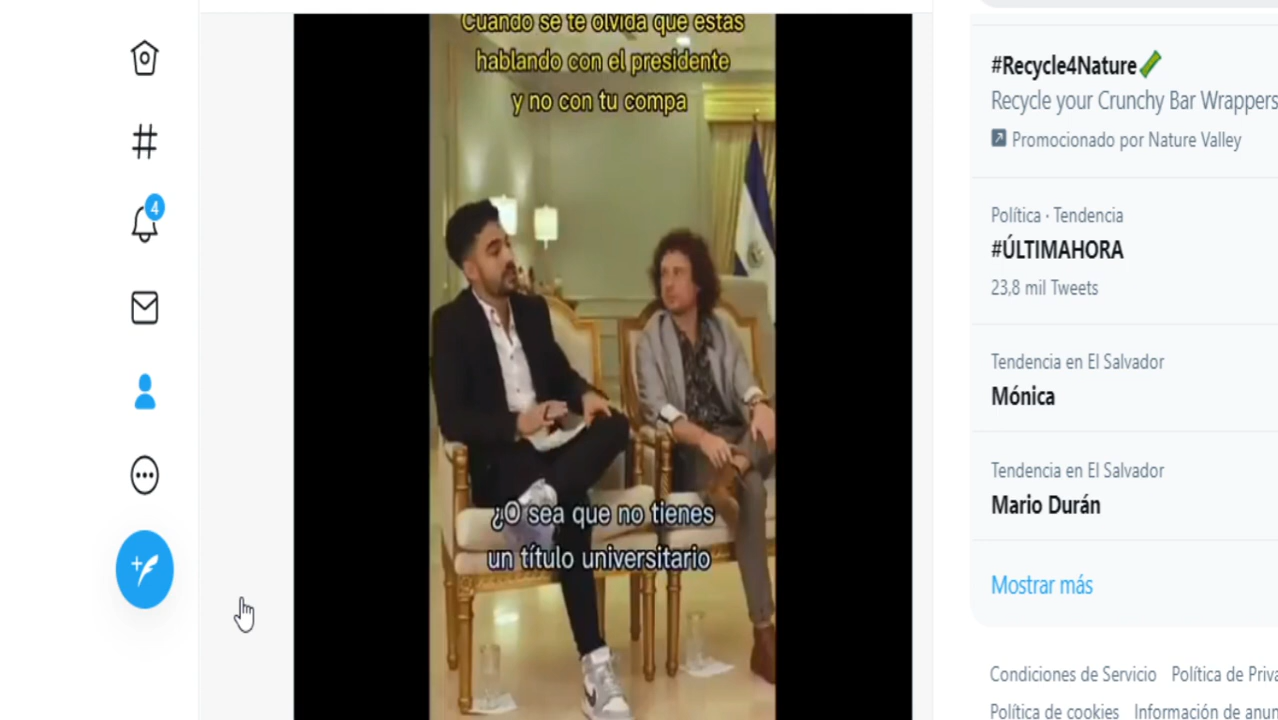 Cuando se te olvida que estas
hablando con el presidente
y no con tu compa
¿O sea que no tienes
un título universitario
4
#Recycle4Nature
Recycle your Crunchy Bar Wrappers
Promocionado por Nature Valley
Política · Tendencia
#ÚLTIMAHORA
23,8 mil Tweets
Tendencia en El Salvador
Mónica
Tendencia en El Salvador
Mario Durán
Mostrar más
Condiciones de Servicio Política de Priva
Política de cookies Información de anun